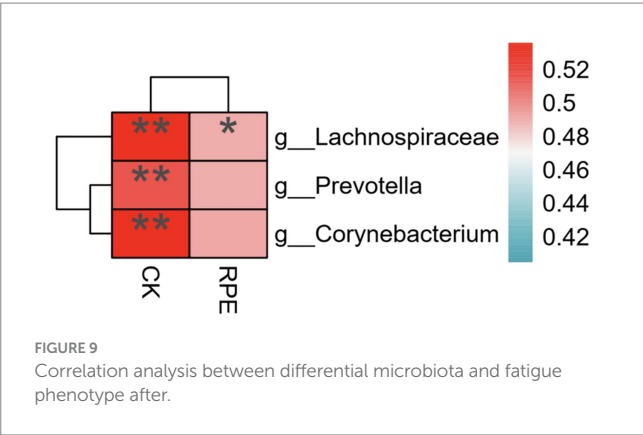 ** * g__Lachnospiraceae
** g__Prevotella
** g__Corynebacterium
CK RPE
0.52
0.5
0.48
0.46
0.44
0.42
FIGURE 9
Correlation analysis between differential microbiota and fatigue
phenotype after.